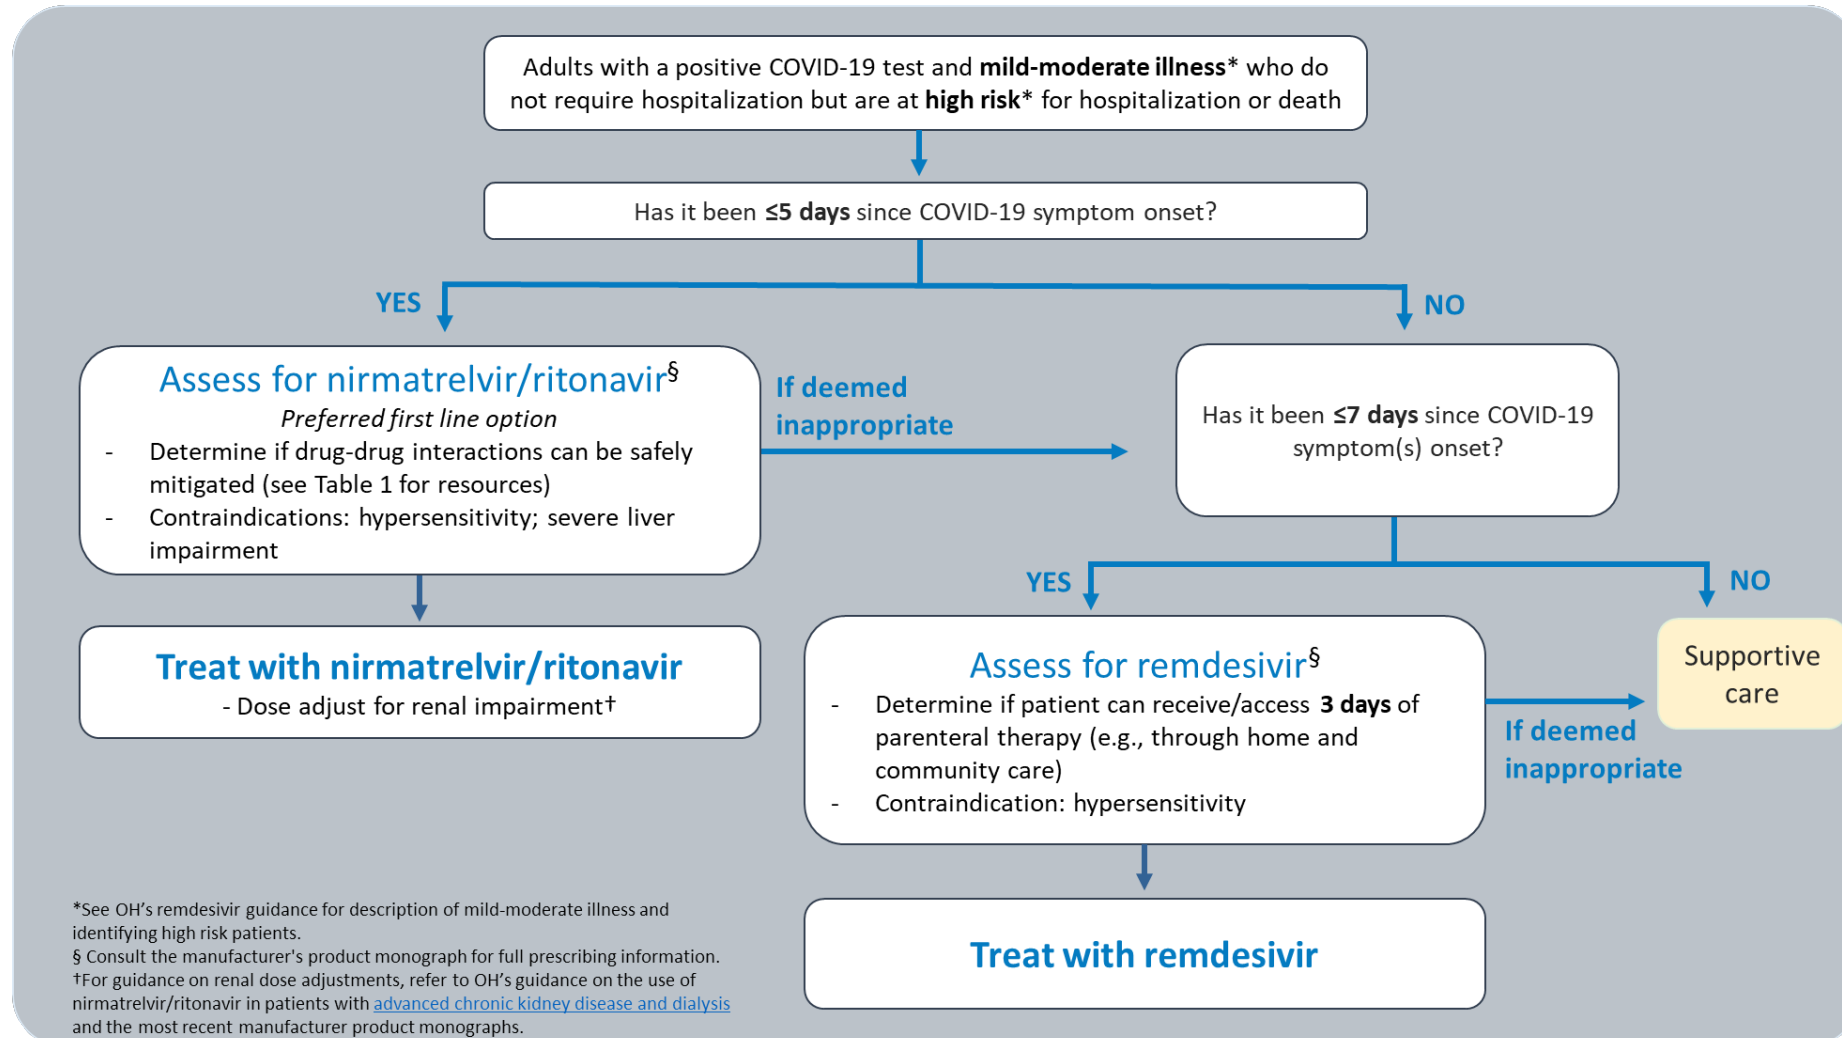 Adults with a positive COVID-19 test and mild-moderate illness* who do
not require hospitalization but are at high risk* for hospitalization or death
Has it been ≤5 days since COVID-19 symptom onset?
YES
NO
Assess for nirmatrelvir/ritonavir§
Preferred first line option
- Determine if drug-drug interactions can be safely
mitigated (see Table 1 for resources)
- Contraindications: hypersensitivity; severe liver
impairment
If deemed
inappropriate
Has it been ≤7 days since COVID-19
symptom(s) onset?
Treat with nirmatrelvir/ritonavir
- Dose adjust for renal impairment†
YES
NO
Assess for remdesivir§
- Determine if patient can receive/access 3 days of
parenteral therapy (e.g., through home and
community care)
- Contraindication: hypersensitivity
If deemed
inappropriate
Supportive
care
Treat with remdesivir
*See OH’s remdesivir guidance for description of mild-moderate illness and
identifying high risk patients.
§ Consult the manufacturer's product monograph for full prescribing information.
†For guidance on renal dose adjustments, refer to OH’s guidance on the use of
nirmatrelvir/ritonavir in patients with advanced chronic kidney disease and dialysis
and the most recent manufacturer product monographs.